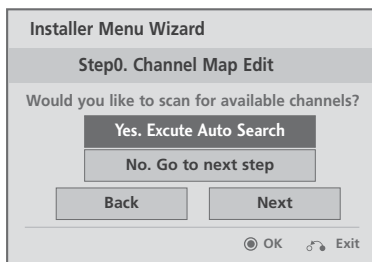 Installer Menu Wizard
Step0. Channel Map Edit
Would you like to scan for available channels?
Yes. Excute Auto Search
No. Go to next step
Back Next
OK Exit